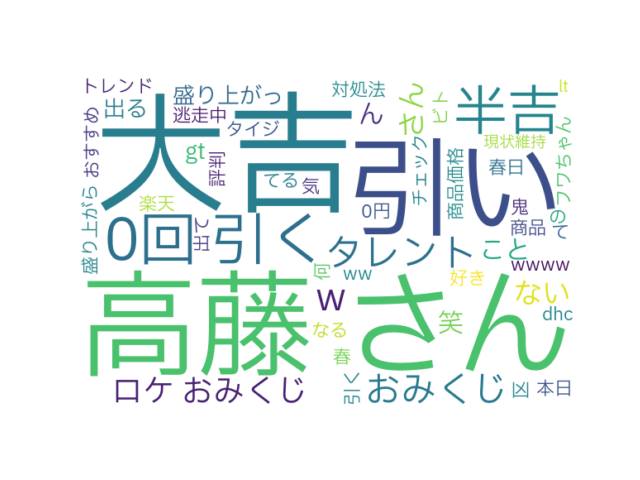 トレンド
盛り上がっ
対処法
lt
出る
逃走中
ん
さん
ピト
半吉
おすすめ
タイジ
大吉
引い
gt
評判
てる
気
チェック
商品価格
現状維持
春日
のフワちゃん
楽天
0円
鬼
盛り上がら
0回引く
出て
タレント
こと
商品
て
wwww
何
ww
好き
ない
高藤さん
w
笑
dhc
なる
春
ロケ
おみくじ
引く
おみくじ
凶
本日